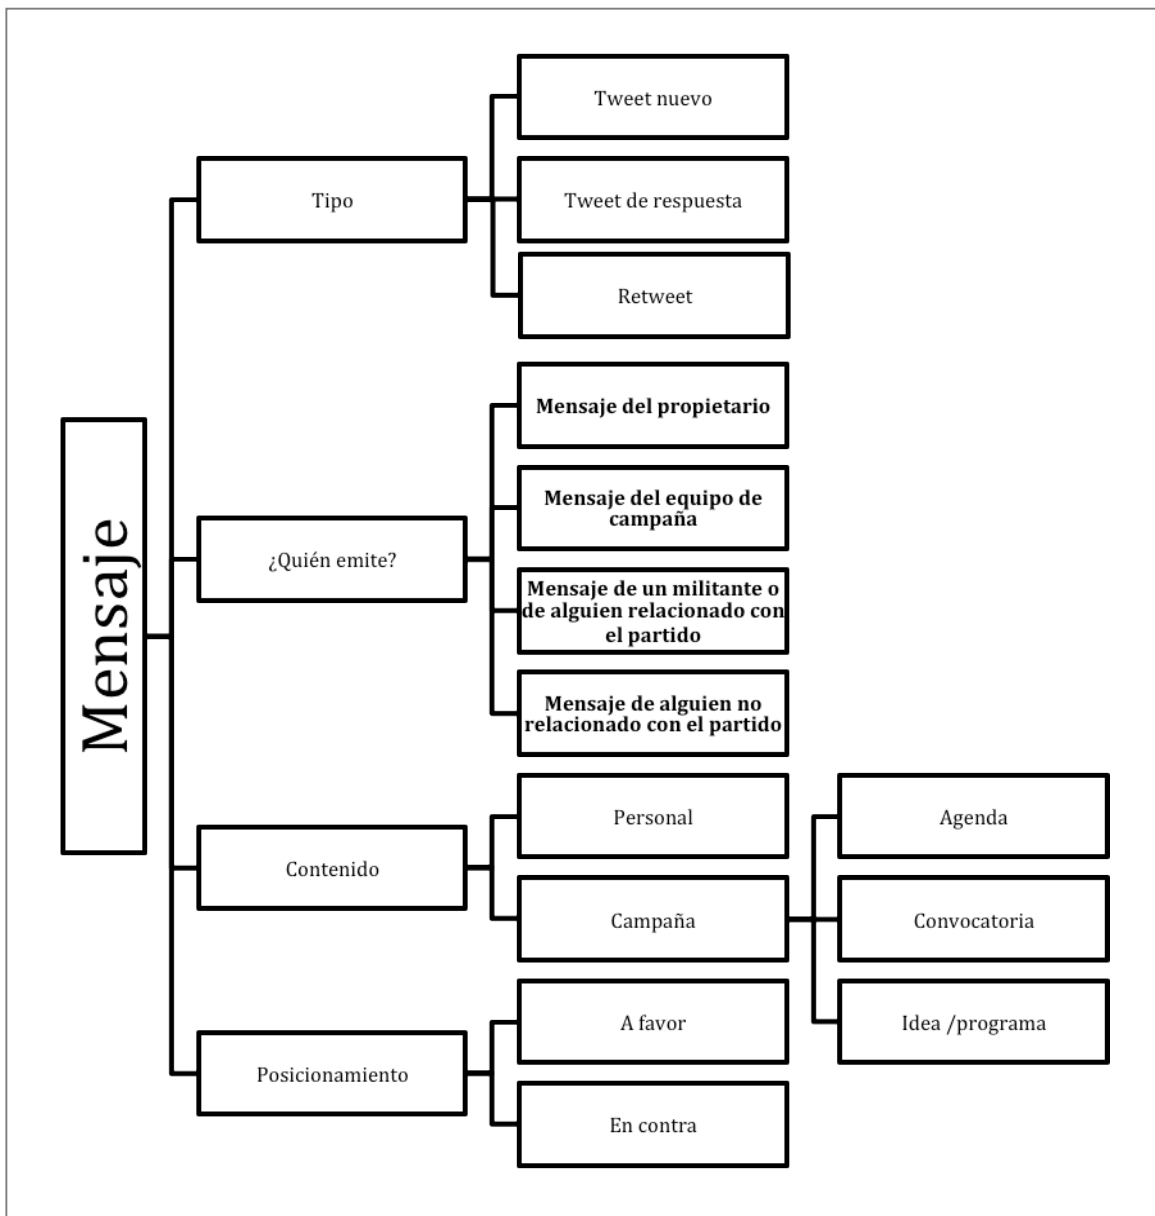 Mensaje
Tipo
Tweet nuevo
Tweet de respuesta
Retweet
¿Quién emite?
Mensaje del propietario
Mensaje del equipo de
campaña
Mensaje de un militante o
de alguien relacionado con
el partido
Mensaje de alguien no
relacionado con el partido
Contenido
Personal
Campaña
Agenda
Convocatoria
Idea /programa
Posicionamiento
A favor
En contra